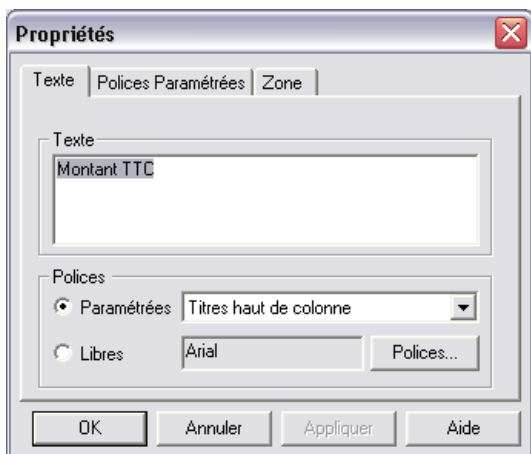 Propriétés
Texte Polices Paramétrées Zone
Texte
Montant TTC
Polices
Paramétrées Titres haut de colonne
Libres Arial Polices...
OK Annuler Appliquer Aide